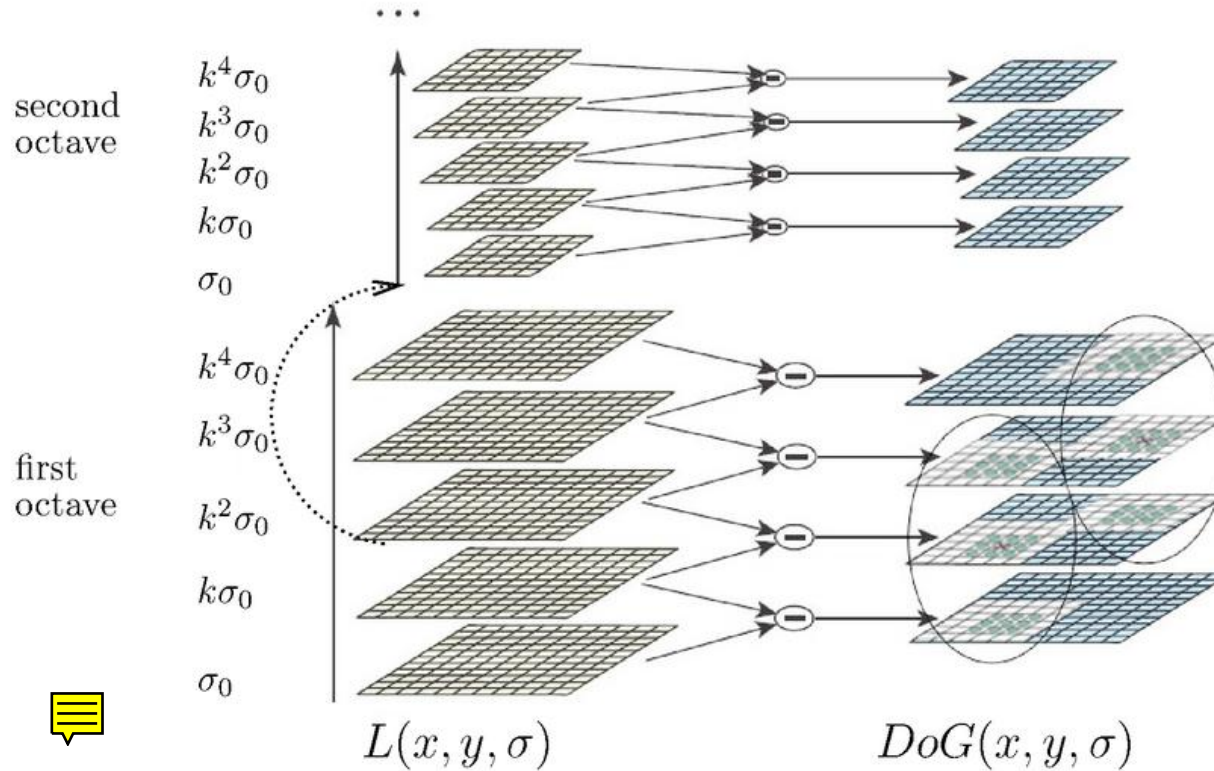 ...
second
octave
k⁴σ₀
k³σ₀
k²σ₀
kσ₀
σ₀
first
octave
k⁴σ₀
k³σ₀
k²σ₀
kσ₀
σ₀
L(x, y, σ)
DoG(x, y, σ)